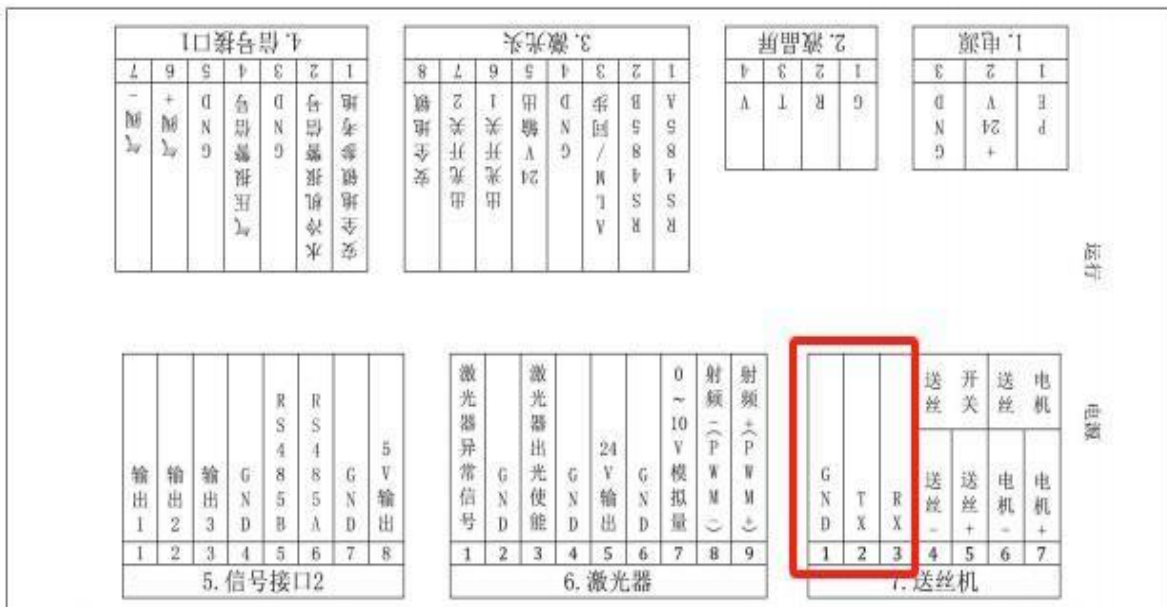 4. 信号接口1
7 6 5 4 3 2 1
气阀-
气阀+
GND
气压报警信号
GND
水冷机报警信号
安全地锁参考地
3. 激光头
8 7 6 5 4 3 2 1
安全地锁
出光开关2
出光开关1
24V输出
GND
ALM/同步
RS485B
RS485A
2. 液晶屏
4 3 2 1
V
T
R
G
1. 电源
3 2 1
GND
+24V
PE
运行
电源
输出1
输出2
输出3
GND
RS485B
RS485A
GND
5V输出
1 2 3 4 5 6 7 8
5. 信号接口2
激光器异常信号
GND
激光器出光使能
GND
24V输出
GND
0~10V模拟量
射频-(PWM-)
射频+(PWM+)
1 2 3 4 5 6 7 8 9
6. 激光器
GND
TX
RX
送丝
开关
送丝
电机
送丝-
送丝+
电机-
电机+
1 2 3 4 5 6 7
7. 送丝机